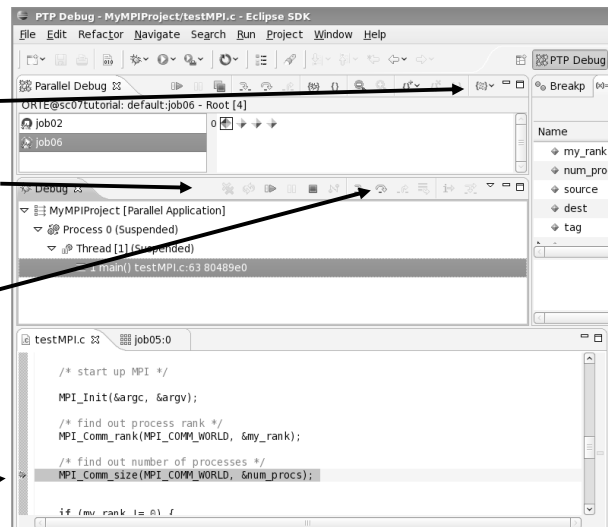 PTP Debug - MyMPIProject/testMPI.c - Eclipse SDK
File Edit Refactor Navigate Search Run Project Window Help
PTP Debug
Parallel Debug
Breakp
ORTE@sc07tutorial: default:job06 - Root [4]
job02
0
job06
Name
my_rank
num_pro
source
dest
tag
Debug
MyMPIProject [Parallel Application]
Process 0 (Suspended)
Thread [1] (Suspended)
1 main() testMPI.c:63 80489e0
testMPI.c
job05:0
/* start up MPI */
MPI_Init(&argc, &argv);
/* find out process rank */
MPI_Comm_rank(MPI_COMM_WORLD, &my_rank);
/* find out number of processes */
MPI_Comm_size(MPI_COMM_WORLD, &num_procs);
if (my_rank != 0) {